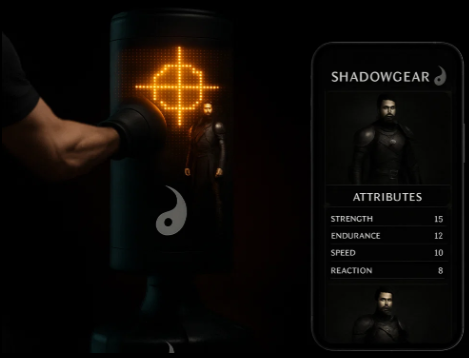 SHADOWGEAR
ATTRIBUTES
STRENGTH 15
ENDURANCE 12
SPEED 10
REACTION 8